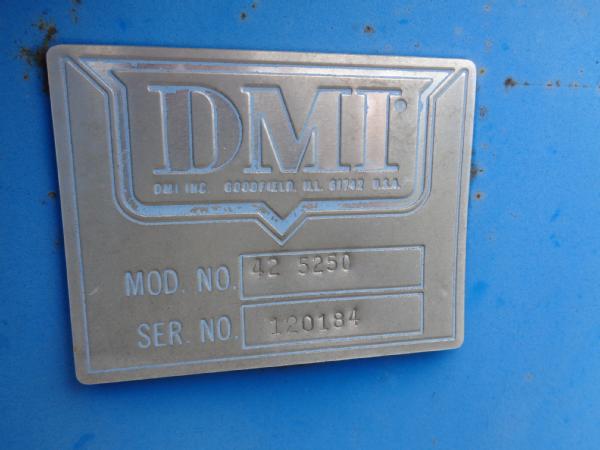 DMI
DMI INC. GOODFIELD, ILL. 61742 U.S.A.
MOD. NO. 42 5250
SER. NO. 120184